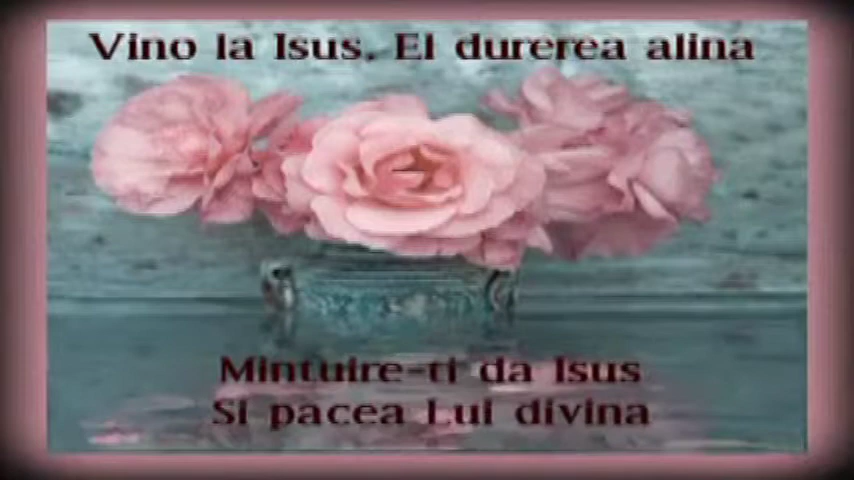 Vino la Isus. El durerea alina
Mintuire-ti da Isus
Si pacea Lui divina